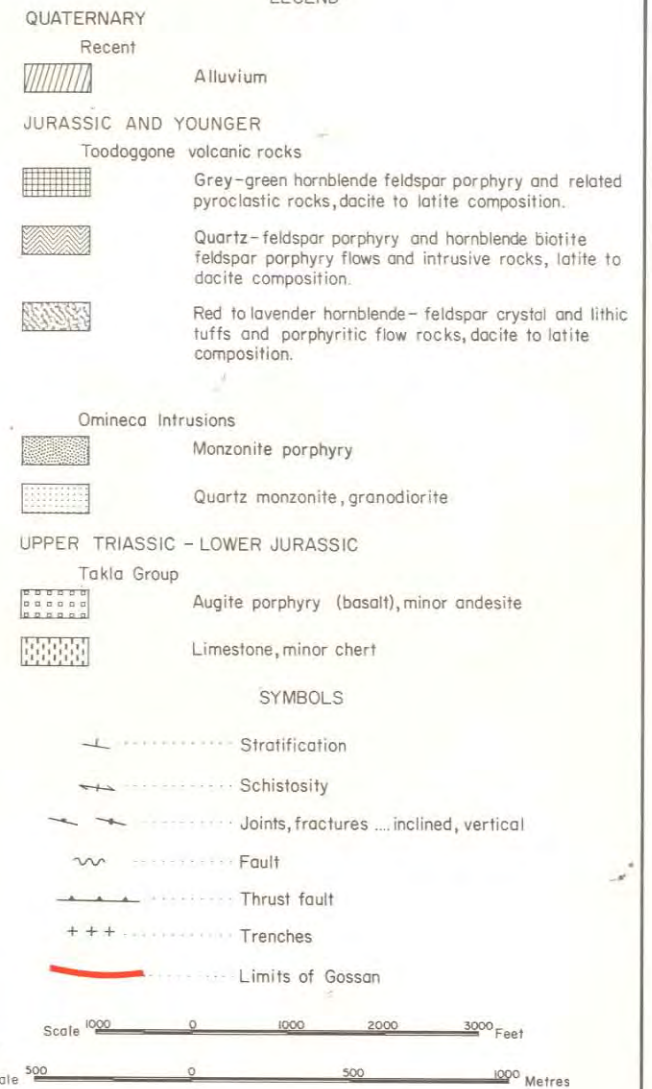 QUATERNARY
Recent
Alluvium
JURASSIC AND YOUNGER
Toodoggone volcanic rocks
Grey-green hornblende feldspar porphyry and related
pyroclastic rocks, dacite to latite composition.
Quartz-feldspar porphyry and hornblende biotite
feldspar porphyry flows and intrusive rocks, latite to
dacite composition.
Red to lavender hornblende-feldspar crystal and lithic
tuffs and porphyritic flow rocks, dacite to latite
composition.
Omineca Intrusions
Monzonite porphyry
Quartz monzonite, granodiorite
UPPER TRIASSIC - LOWER JURASSIC
Takla Group
Augite porphyry (basalt), minor andesite
Limestone, minor chert
SYMBOLS
Stratification
Schistosity
Joints, fractures .... inclined, vertical
Fault
Thrust fault
Trenches
Limits of Gossan
Scale 1000 0 1000 2000 3000 Feet
500 0 500 1000 Metres